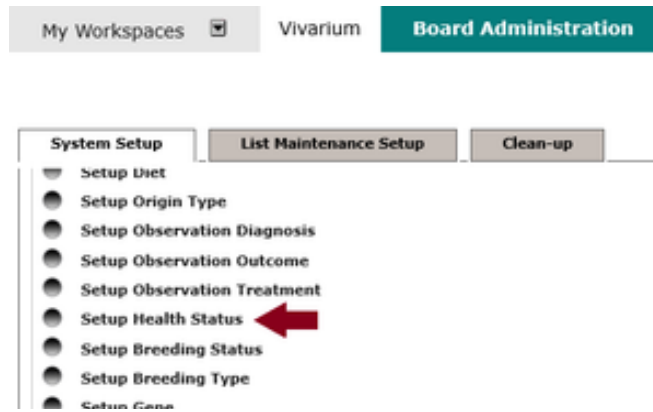 My Workspaces Vivarium Board Administration
System Setup List Maintenance Setup Clean-up
Setup Diet
Setup Origin Type
Setup Observation Diagnosis
Setup Observation Outcome
Setup Observation Treatment
Setup Health Status
Setup Breeding Status
Setup Breeding Type
Setup Gene